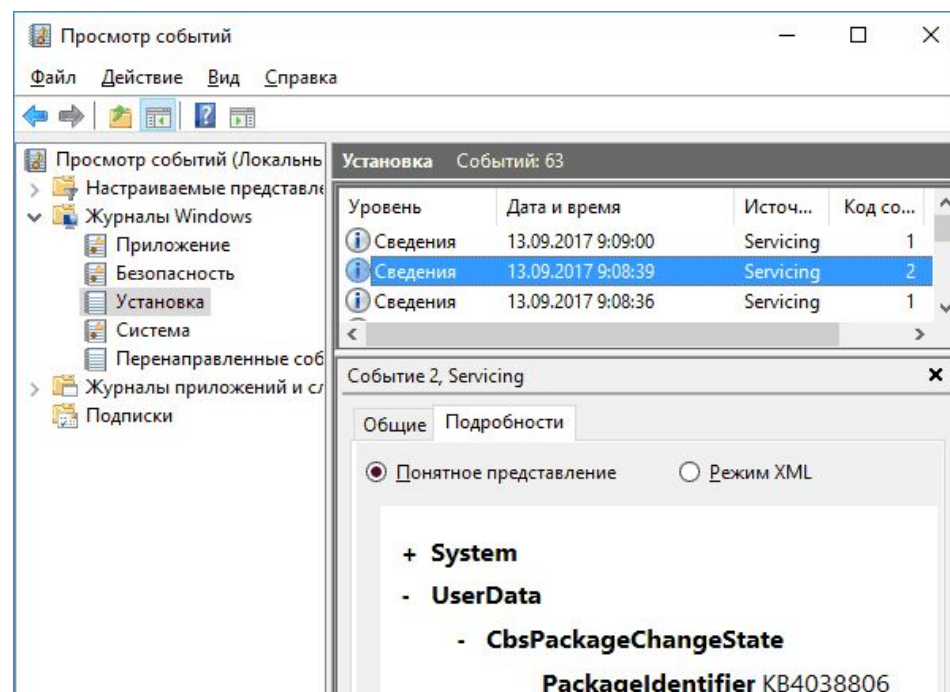 Просмотр событий
Файл Действие Вид Справка
Просмотр событий (Локальнь
Настраиваемые представле
Журналы Windows
Приложение
Безопасность
Установка
Система
Перенаправленные соб
Журналы приложений и сл
Подписки
Установка Событий: 63
Уровень Дата и время Источ... Код со...
Сведения 13.09.2017 9:09:00 Servicing 1
Сведения 13.09.2017 9:08:39 Servicing 2
Сведения 13.09.2017 9:08:36 Servicing 1
Событие 2, Servicing
Общие Подробности
Понятное представление Режим XML
+ System
- UserData
- CbsPackageChangeState
PackageIdentifier KB4038806